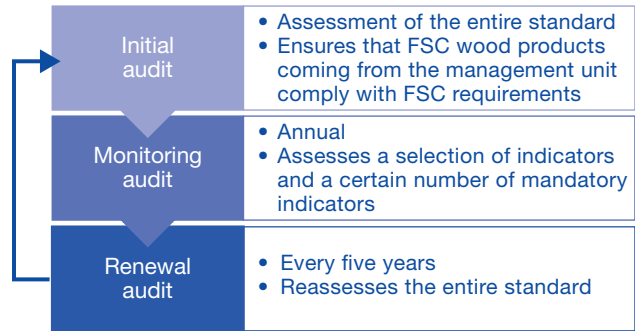 Initial
audit
• Assessment of the entire standard
• Ensures that FSC wood products
coming from the management unit
comply with FSC requirements
Monitoring
audit
• Annual
• Assesses a selection of indicators
and a certain number of mandatory
indicators
Renewal
audit
• Every five years
• Reassesses the entire standard